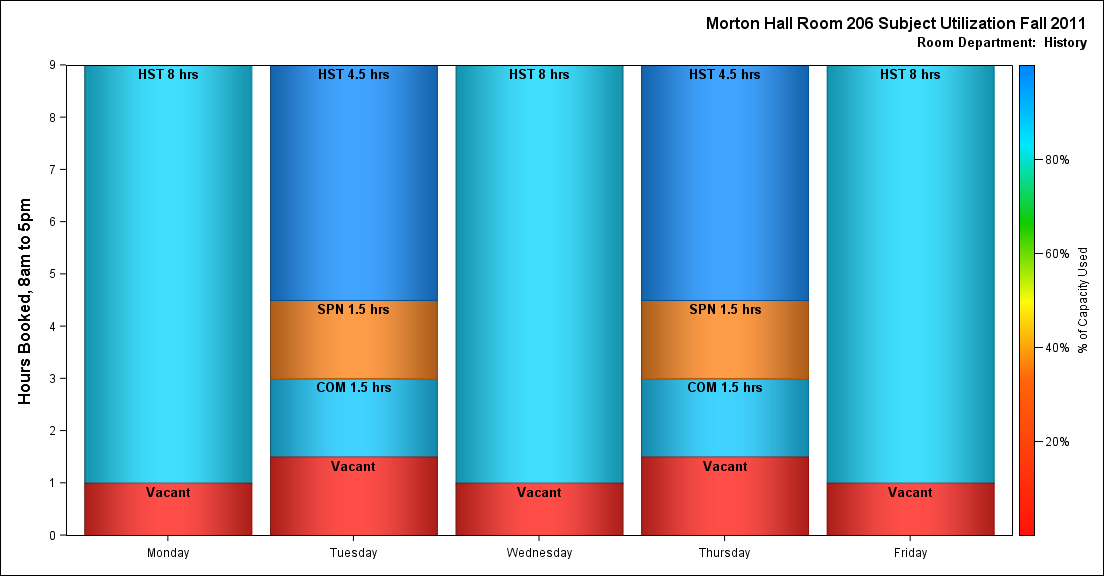 Morton Hall Room 206 Subject Utilization Fall 2011
Room Department:  History
Hours Booked, 8am to 5pm
9
8
7
6
5
4
3
2
1
0
HST 8 hrs
Vacant
HST 4.5 hrs
SPN 1.5 hrs
COM 1.5 hrs
Vacant
HST 8 hrs
Vacant
HST 4.5 hrs
SPN 1.5 hrs
COM 1.5 hrs
Vacant
HST 8 hrs
Vacant
Monday
Tuesday
Wednesday
Thursday
Friday
80%
60%
40%
20%
% of Capacity Used